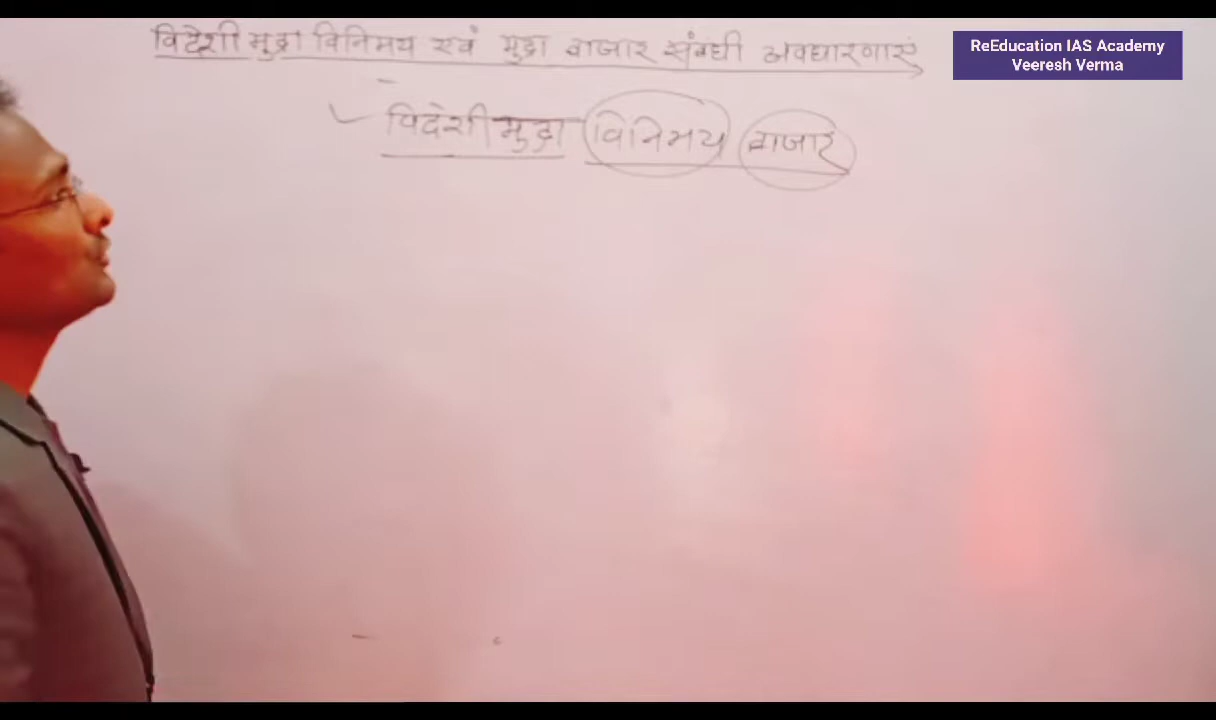 विदेशी मुद्रा विनिमय एवं मुद्रा बाजार संबंधी अवधारणाएं
ReEducation IAS Academy
Veeresh Verma
विदेशी मुद्रा विनिमय बाजार